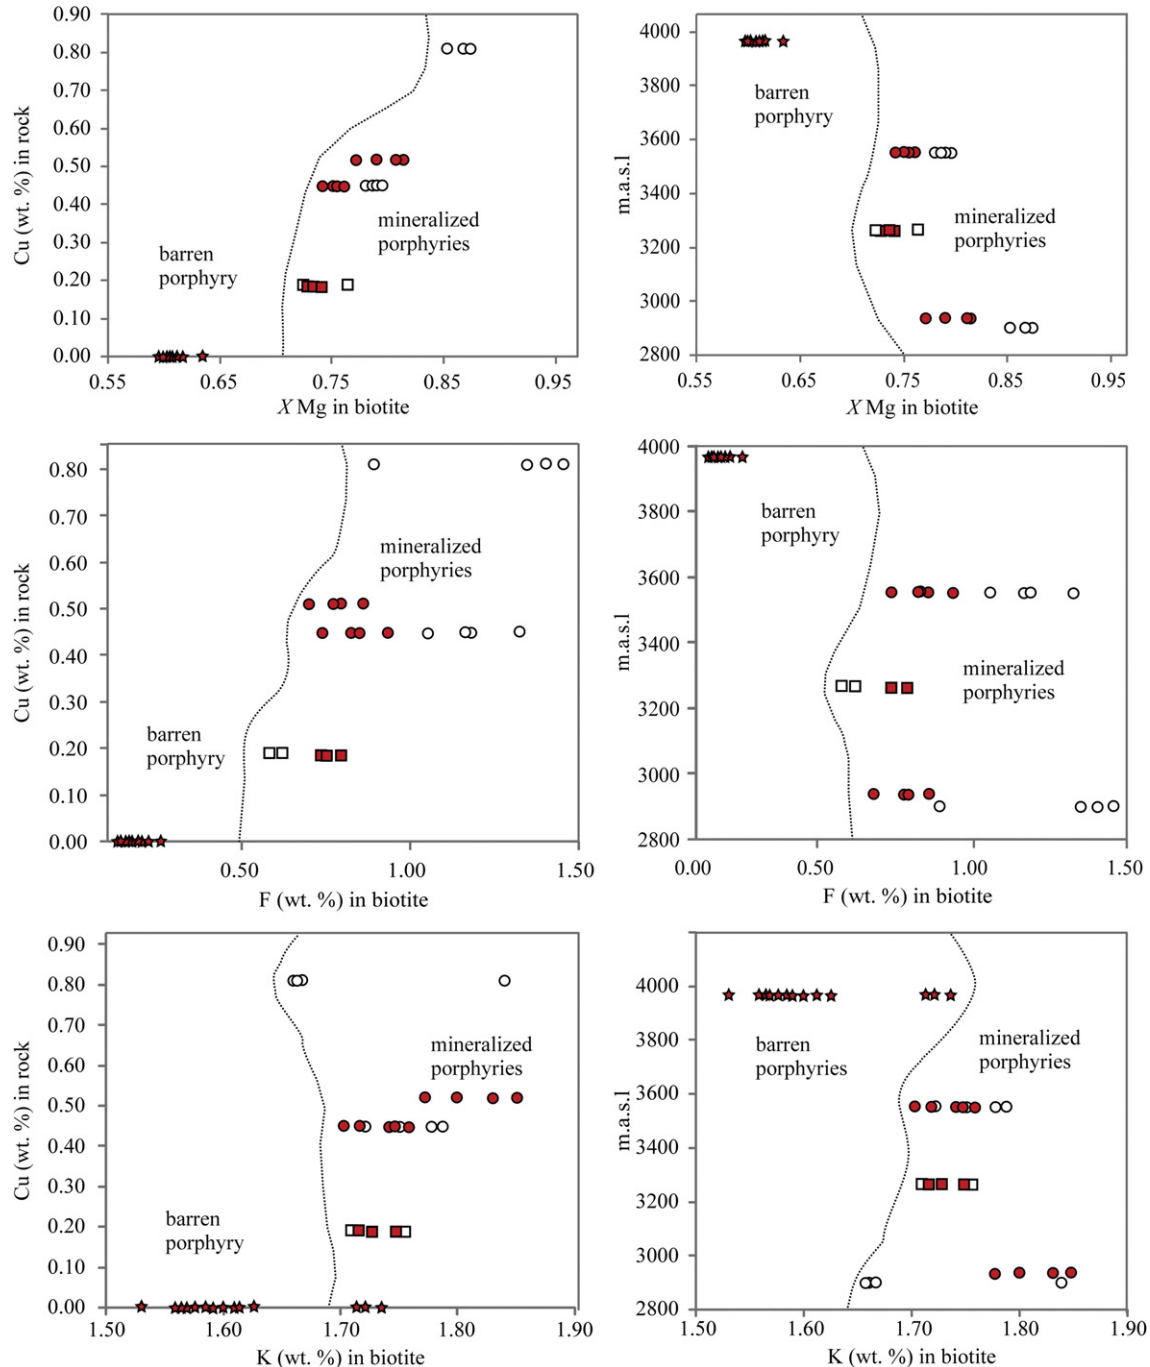 0.90
0.80
0.70
0.60
0.50
0.40
0.30
0.20
0.10
0.00
Cu (wt. %) in rock
barren
porphyry
mineralized
porphyries
0.55 0.65 0.75 0.85 0.95
X Mg in biotite
4000
3800
3600
3400
3200
3000
2800
m.a.s.l
barren
porphyry
mineralized
porphyries
0.55 0.65 0.75 0.85 0.95
X Mg in biotite
0.80
0.70
0.60
0.50
0.40
0.30
0.20
0.10
0.00
Cu (wt. %) in rock
mineralized
porphyries
barren
porphyry
0.50 1.00 1.50
F (wt. %) in biotite
4000
3800
3600
3400
3200
3000
2800
m.a.s.l
barren
porphyry
mineralized
porphyries
0.00 0.50 1.00 1.50
F (wt. %) in biotite
0.90
0.80
0.70
0.60
0.50
0.40
0.30
0.20
0.10
0.00
Cu (wt. %) in rock
mineralized
porphyries
barren
porphyry
1.50 1.60 1.70 1.80 1.90
K (wt. %) in biotite
4000
3800
3600
3400
3200
3000
2800
m.a.s.l
barren
porphyries
mineralized
porphyries
1.50 1.60 1.70 1.80 1.90
K (wt. %) in biotite